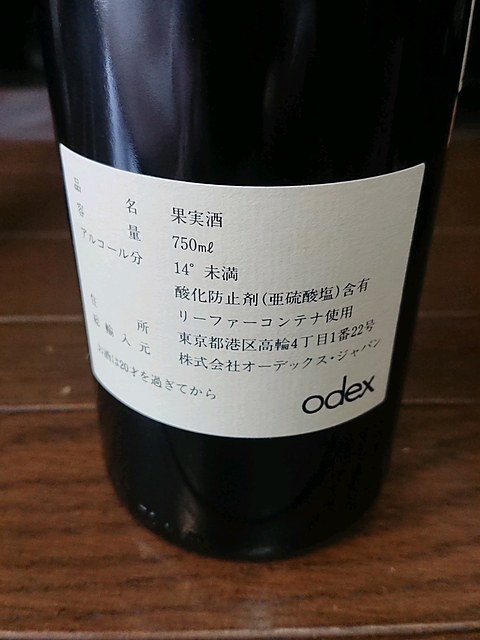 品名 果実酒
容量 750ml
アルコール分 14°未満
酸化防止剤(亜硫酸塩)含有
リーファーコンテナ使用
住所 東京都港区高輪4丁目1番22号
総輸入元 株式会社オーデックス・ジャパン
お酒は20才を過ぎてから
odex